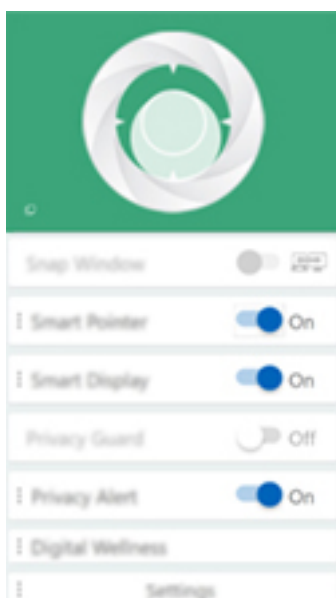 Snap Window
Smart Pointer On
Smart Display On
Privacy Guard Off
Privacy Alert On
Digital Wellness
Settings